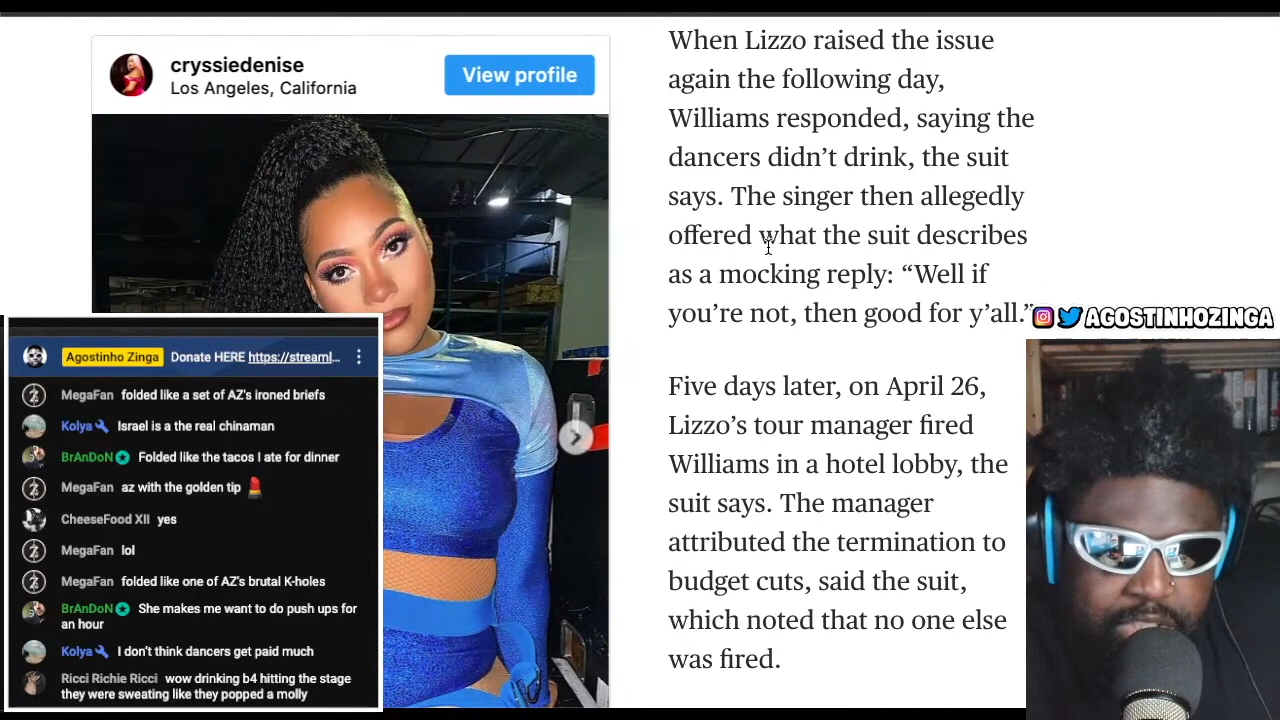 cryssiedenise
Los Angeles, California
View profile
When Lizzo raised the issue
again the following day,
Williams responded, saying the
dancers didn’t drink, the suit
says. The singer then allegedly
offered what the suit describes
as a mocking reply: “Well if
you’re not, then good for y’all.”
Five days later, on April 26,
Lizzo’s tour manager fired
Williams in a hotel lobby, the
suit says. The manager
attributed the termination to
budget cuts, said the suit,
which noted that no one else
was fired.
AGOSTINHOZINGA
Agostinho Zinga Donate HERE https://streaml...
MegaFan folded like a set of AZ's ironed briefs
Kolya Israel is a the real chinaman
BrAnDoN Folded like the tacos I ate for dinner
MegaFan az with the golden tip 💄
CheeseFood XII yes
MegaFan lol
MegaFan folded like one of AZ's brutal K-holes
BrAnDoN She makes me want to do push ups for
an hour
Kolya I don't think dancers get paid much
Ricci Richie Ricci wow drinking b4 hitting the stage
they were sweating like they popped a molly